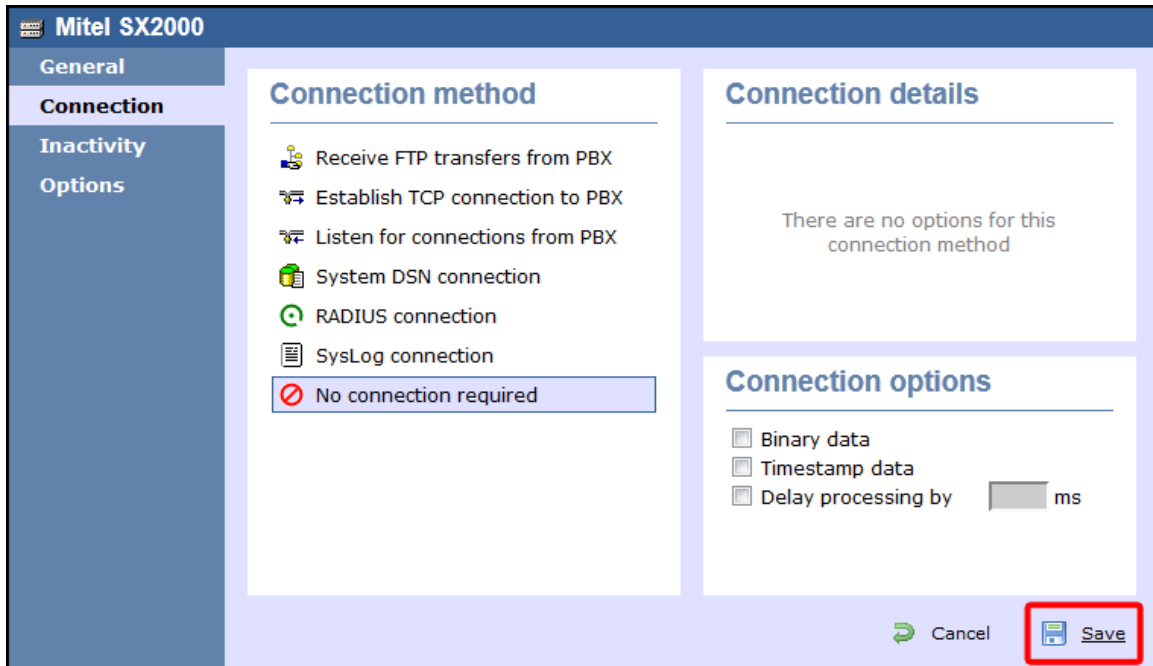 Mitel SX2000
General
Connection
Inactivity
Options
Connection method
Receive FTP transfers from PBX
Establish TCP connection to PBX
Listen for connections from PBX
System DSN connection
RADIUS connection
SysLog connection
No connection required
Connection details
There are no options for this
connection method
Connection options
Binary data
Timestamp data
Delay processing by ms
Cancel Save